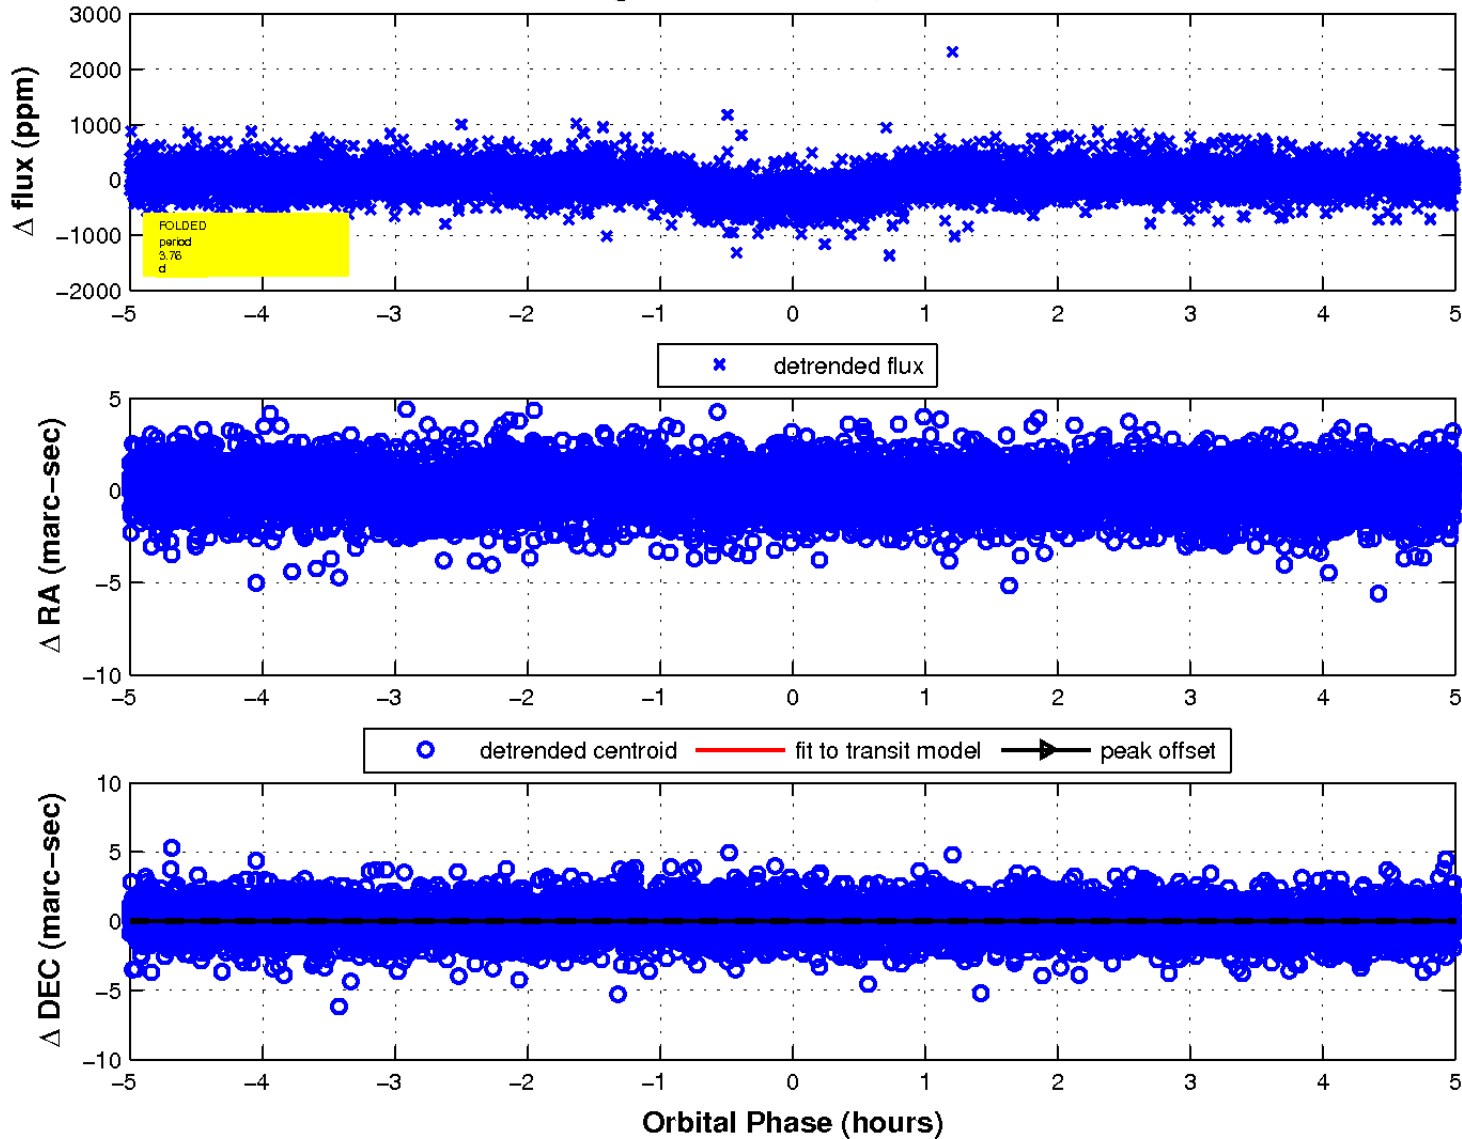 3000
2000
1000
0
−1000
−2000
Δ flux (ppm)
FOLDED
period
3.76
d
−5 −4 −3 −2 −1 0 1 2 3 4 5
detrended flux
5
0
−5
−10
Δ RA (marc−sec)
−5 −4 −3 −2 −1 0 1 2 3 4 5
detrended centroid fit to transit model peak offset
10
5
0
−5
−10
Δ DEC (marc−sec)
−5 −4 −3 −2 −1 0 1 2 3 4 5
Orbital Phase (hours)